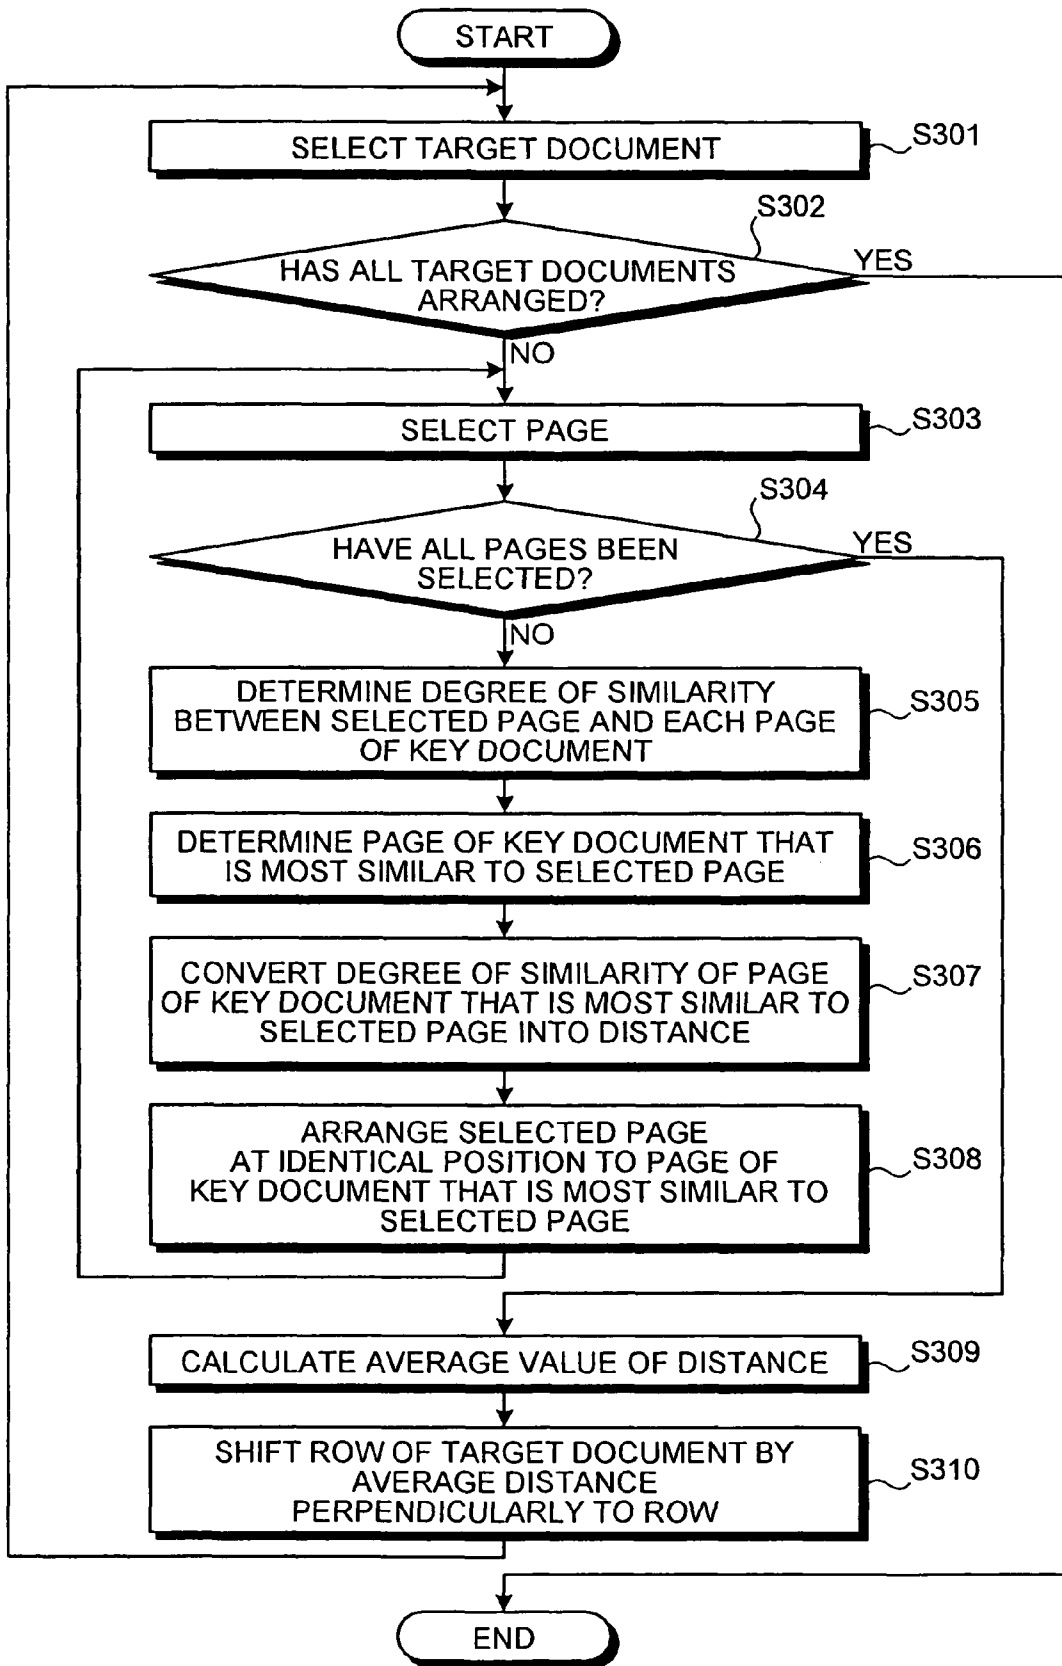 START
SELECT TARGET DOCUMENT
S301
S302
HAS ALL TARGET DOCUMENTS
ARRANGED?
YES
NO
SELECT PAGE
S303
S304
HAVE ALL PAGES BEEN
SELECTED?
YES
NO
DETERMINE DEGREE OF SIMILARITY
BETWEEN SELECTED PAGE AND EACH PAGE
OF KEY DOCUMENT
S305
DETERMINE PAGE OF KEY DOCUMENT THAT
IS MOST SIMILAR TO SELECTED PAGE
S306
CONVERT DEGREE OF SIMILARITY OF PAGE
OF KEY DOCUMENT THAT IS MOST SIMILAR TO
SELECTED PAGE INTO DISTANCE
S307
ARRANGE SELECTED PAGE
AT IDENTICAL POSITION TO PAGE OF
KEY DOCUMENT THAT IS MOST SIMILAR TO
SELECTED PAGE
S308
CALCULATE AVERAGE VALUE OF DISTANCE
S309
SHIFT ROW OF TARGET DOCUMENT BY
AVERAGE DISTANCE
PERPENDICULARLY TO ROW
S310
END